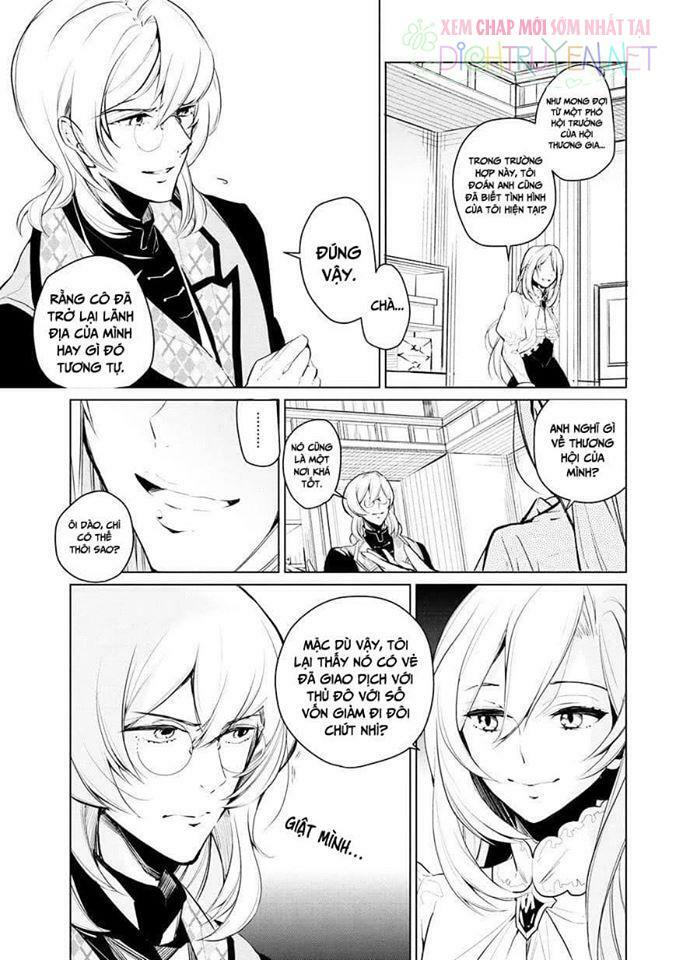 XEM CHAP MỚI SỚM NHẤT TẠI
DICHTRUYEN.NET
NHƯ MONG ĐỢI
TỪ MỘT PHÓ
HỘI TRƯỞNG
CỦA HỘI
THƯƠNG GIA...
TRONG TRƯỜNG
HỢP NÀY, TÔI
ĐOÁN ANH CŨNG
ĐÃ BIẾT TÌNH HÌNH
CỦA TÔI HIỆN TẠI?
ĐÚNG
VẬY.
CHÀ...
RẰNG CÔ ĐÃ
TRỞ LẠI LÃNH
ĐỊA CỦA MÌNH
HAY GÌ ĐÓ
TƯƠNG TỰ.
ANH NGHĨ GÌ
VỀ THƯƠNG
HỘI CỦA
MÌNH?
NÓ CŨNG
LÀ MỘT
NƠI KHÁ
TỐT.
.........
ÔI DÀO, CHỈ
CÓ THẾ
THÔI SAO?
MẶC DÙ VẬY, TÔI
LẠI THẤY NÓ CÓ VẺ
ĐÃ GIAO DỊCH VỚI
THỦ ĐÔ VỚI SỐ
VỐN GIẢM ĐI ĐÔI
CHỨT NHỈ?
GIẬT MÌNH...